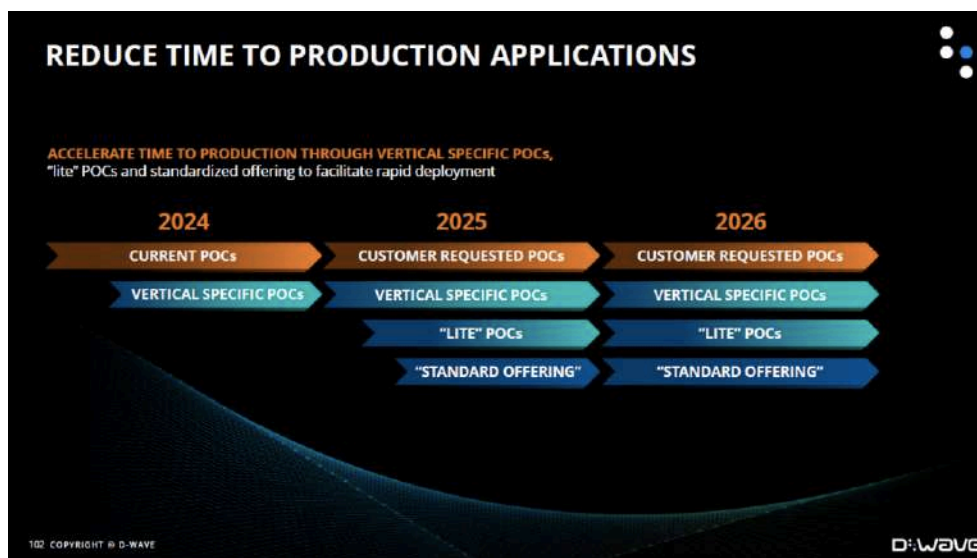 REDUCE TIME TO PRODUCTION APPLICATIONS
ACCELERATE TIME TO PRODUCTION THROUGH VERTICAL SPECIFIC POCs,
"lite" POCs and standardized offering to facilitate rapid deployment
2024 2025 2026
CURRENT POCs CUSTOMER REQUESTED POCs CUSTOMER REQUESTED POCs
VERTICAL SPECIFIC POCs VERTICAL SPECIFIC POCs VERTICAL SPECIFIC POCs
"LITE" POCs "LITE" POCs
"STANDARD OFFERING" "STANDARD OFFERING"
102 COPYRIGHT © D-WAVE D:WAVE